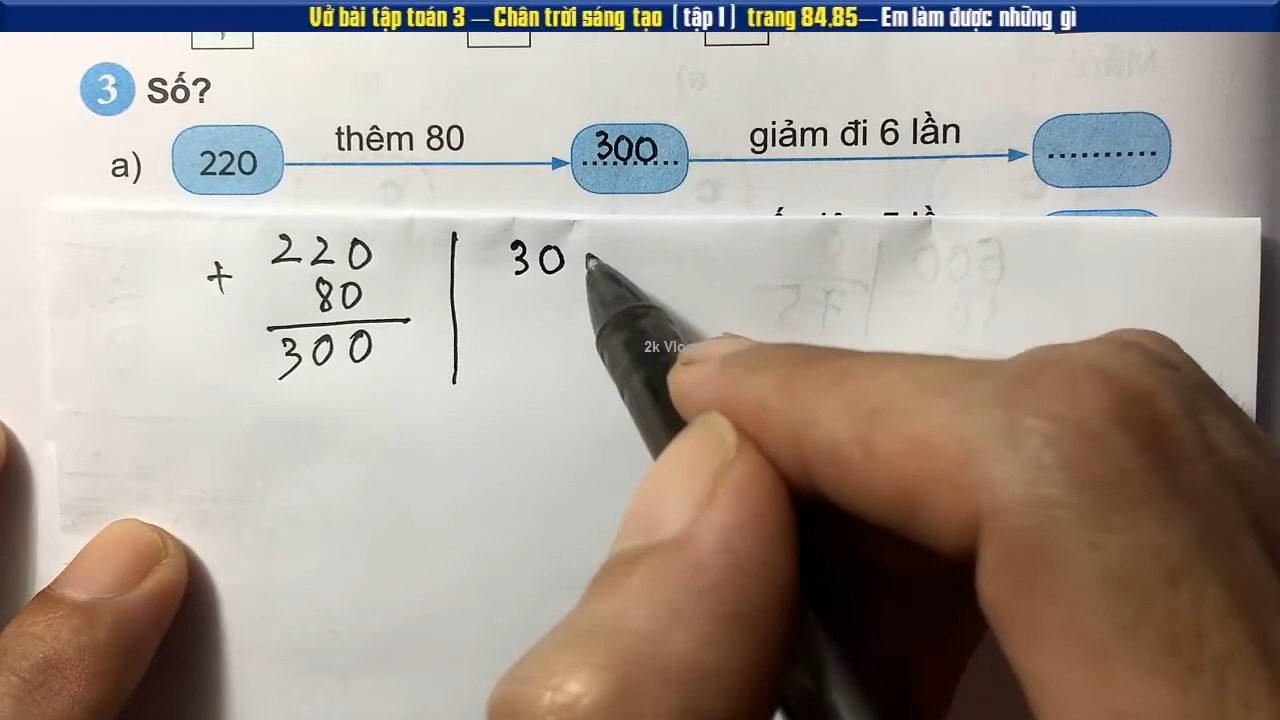 Vở bài tập toán 3 – Chân trời sáng tạo (tập 1) trang 84,85– Em làm được những gì
3 Số?
a) 220 thêm 80 300 giảm đi 6 lần ..........
220 | 30
+ 80
300
2k Vlo